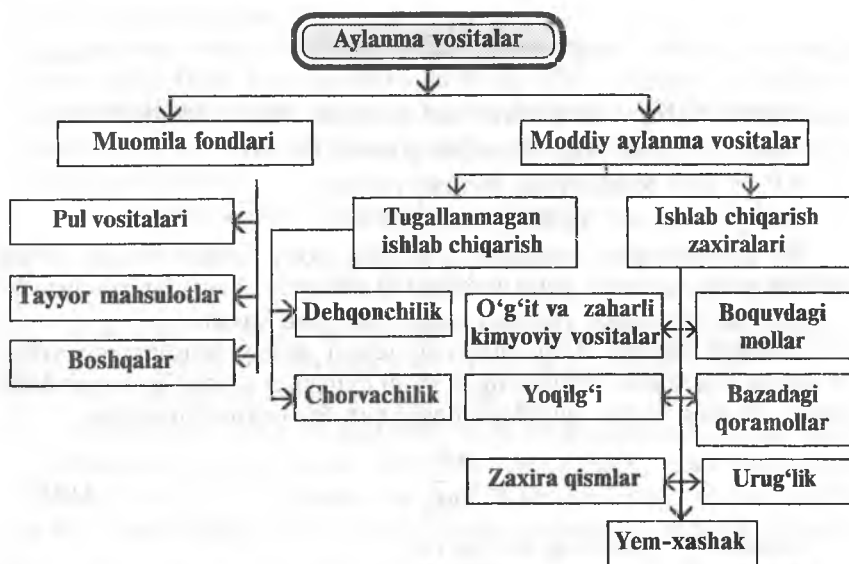 Aylanma vositalar
Muomila fondlari
Moddiy aylanma vositalar
Pul vositalari
Tayyor mahsulotlar
Boshqalar
Tugallanmagan
ishlab chiqarish
Dehqonchilik
Chorvachilik
Ishlab chiqarish
zaxiralari
O‘g‘it va zaharli
kimyoviy vositalar
Boquvdagi
mollar
Yoqilg‘i
Bazadagi
qoramollar
Zaxira qismlar
Urug‘lik
Yem-xashak